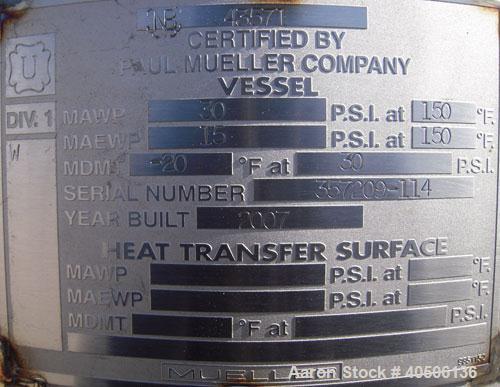 NB 43571
CERTIFIED BY
PAUL MUELLER COMPANY
U
VESSEL
DIV. 1 MAWP 30 P.S.I. at 150 °F.
MAEWP 15 P.S.I. at 150 °F.
W
MDMT -20 °F at 30 P.S.I.
SERIAL NUMBER 357209-114
YEAR BUILT 2007
HEAT TRANSFER SURFACE
MAWP P.S.I. at °F.
MAEWP P.S.I. at °F.
MDMT °F at P.S.I.
MUELLER
Aaron Stock # 40506136